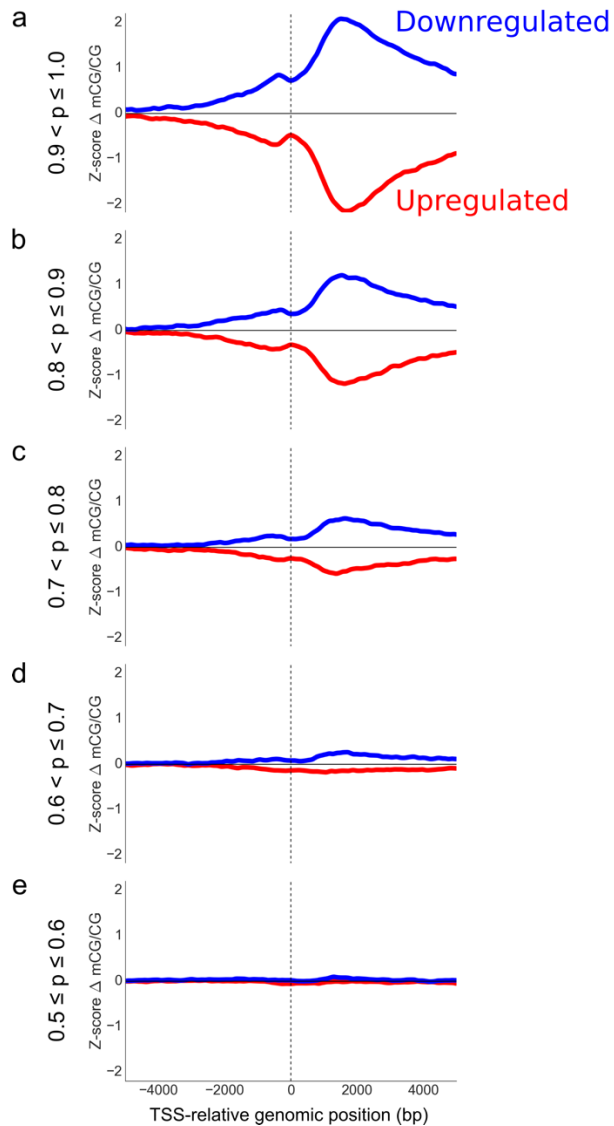 a
Downregulated
Upregulated
0.9 < p ≤ 1.0
Z-score Δ mCG/CG
2
1
0
−1
−2
b
0.8 < p ≤ 0.9
Z-score Δ mCG/CG
2
1
0
−1
−2
c
0.7 < p ≤ 0.8
Z-score Δ mCG/CG
2
1
0
−1
−2
d
0.6 < p ≤ 0.7
Z-score Δ mCG/CG
2
1
0
−1
−2
e
0.5 ≤ p ≤ 0.6
Z-score Δ mCG/CG
2
1
0
−1
−2
−4000 −2000 0 2000 4000
TSS-relative genomic position (bp)